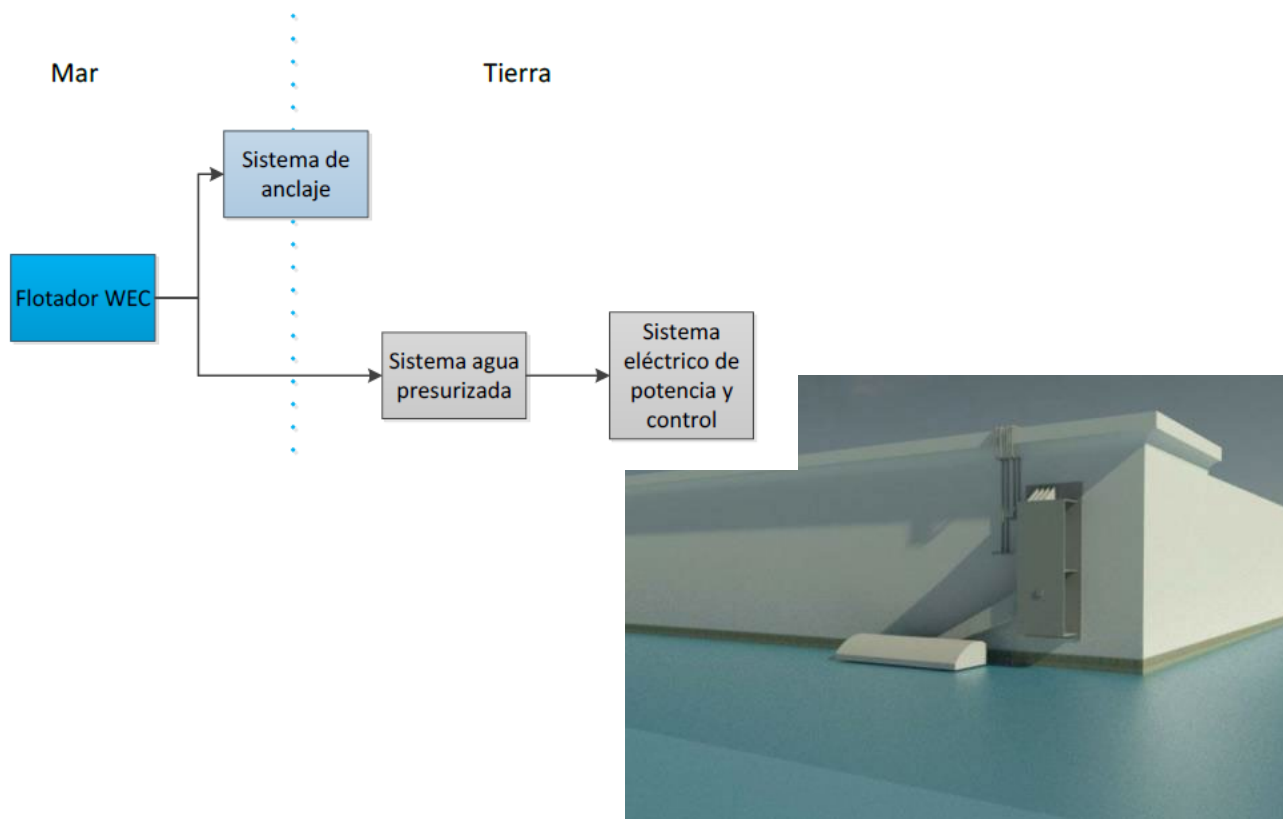 Mar
Tierra
Sistema de
anclaje
Flotador WEC
Sistema agua
presurizada
Sistema
eléctrico de
potencia y
control